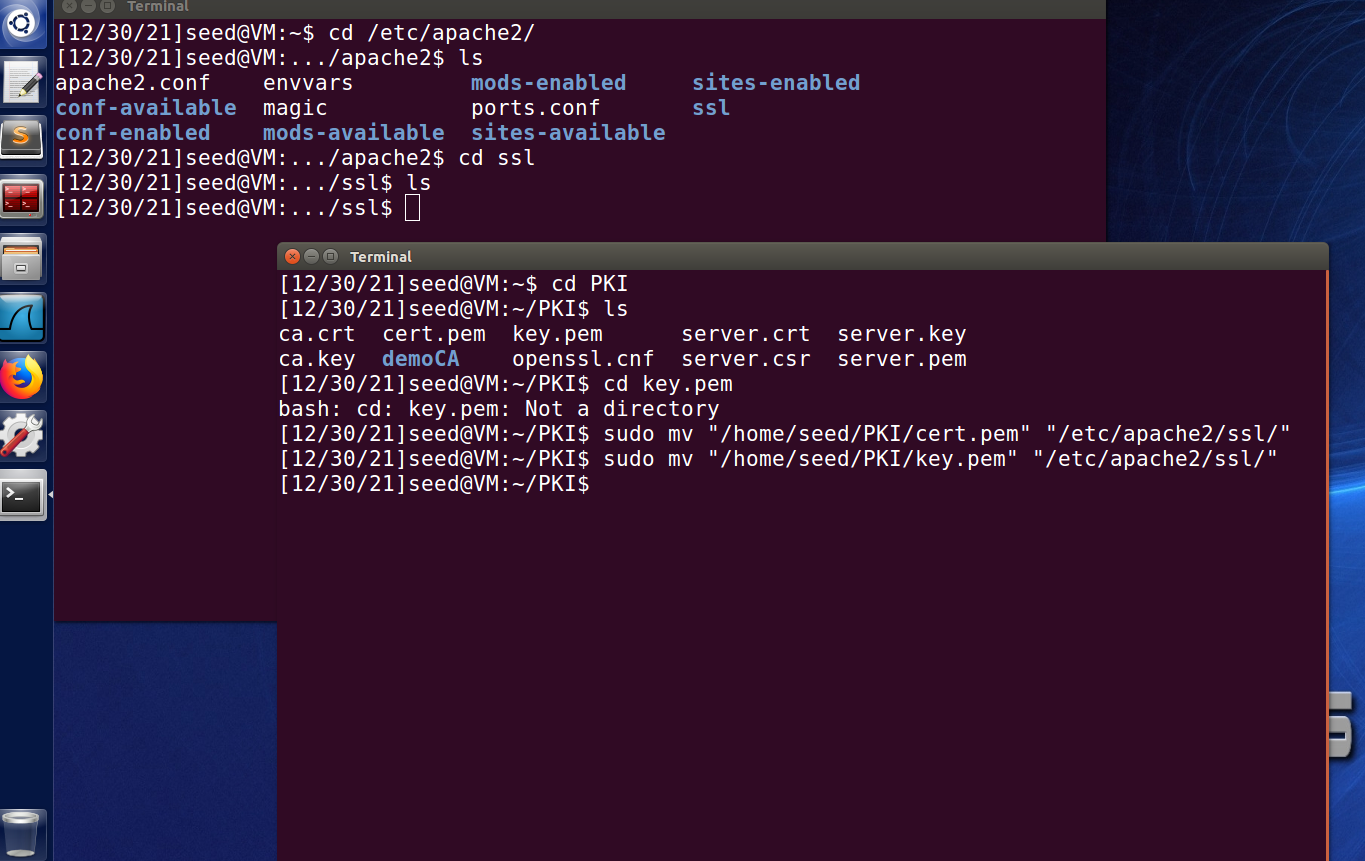 Terminal
[12/30/21]seed@VM:~$ cd /etc/apache2/
[12/30/21]seed@VM:.../apache2$ ls
apache2.conf    envvars         mods-enabled     sites-enabled
conf-available  magic           ports.conf       ssl
conf-enabled    mods-available  sites-available
[12/30/21]seed@VM:.../apache2$ cd ssl
[12/30/21]seed@VM:.../ssl$ ls
[12/30/21]seed@VM:.../ssl$
Terminal
[12/30/21]seed@VM:~$ cd PKI
[12/30/21]seed@VM:~/PKI$ ls
ca.crt  cert.pem  key.pem      server.crt  server.key
ca.key  demoCA    openssl.cnf  server.csr  server.pem
[12/30/21]seed@VM:~/PKI$ cd key.pem
bash: cd: key.pem: Not a directory
[12/30/21]seed@VM:~/PKI$ sudo mv "/home/seed/PKI/cert.pem" "/etc/apache2/ssl/"
[12/30/21]seed@VM:~/PKI$ sudo mv "/home/seed/PKI/key.pem" "/etc/apache2/ssl/"
[12/30/21]seed@VM:~/PKI$